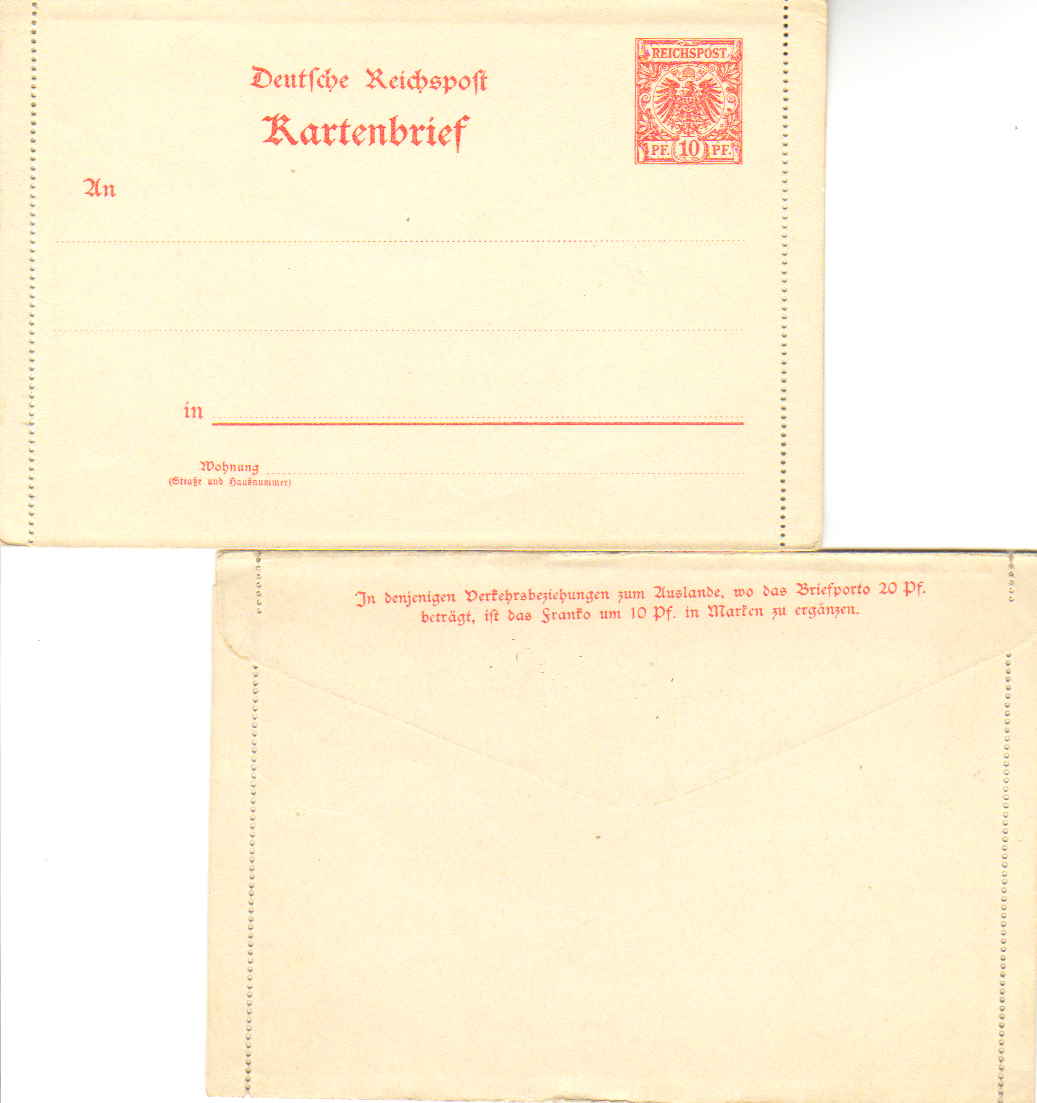 Deutſche Reichspoſt
Kartenbrief
REICHSPOST
PF. 10 PF.
An
in
Wohnung
(Straße und Hausnummer)
In denjenigen Verkehrsbeziehungen zum Auslande, wo das Briefporto 20 Pf.
beträgt, iſt das Franko um 10 Pf. in Marken zu ergänzen.